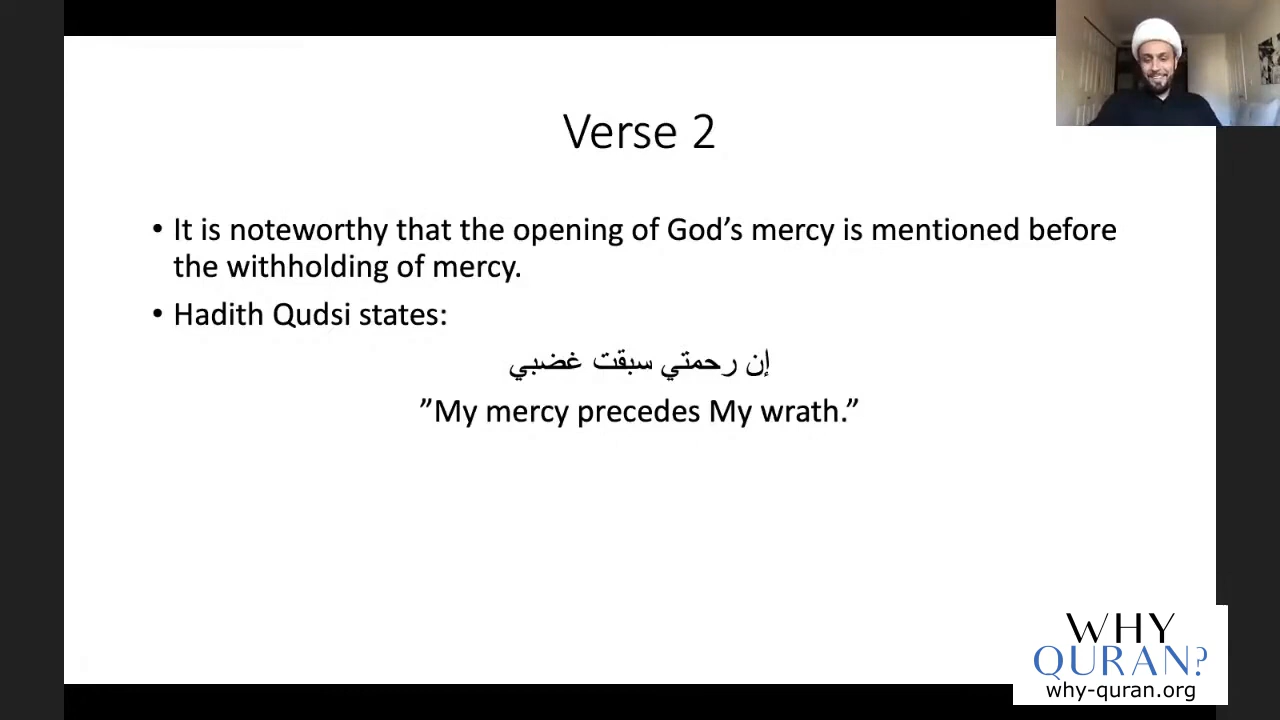 Verse 2
• It is noteworthy that the opening of God’s mercy is mentioned before
the withholding of mercy.
• Hadith Qudsi states:
إن رحمتي سبقت غضبي
”My mercy precedes My wrath.”
WHY
QURAN?
why-quran.org